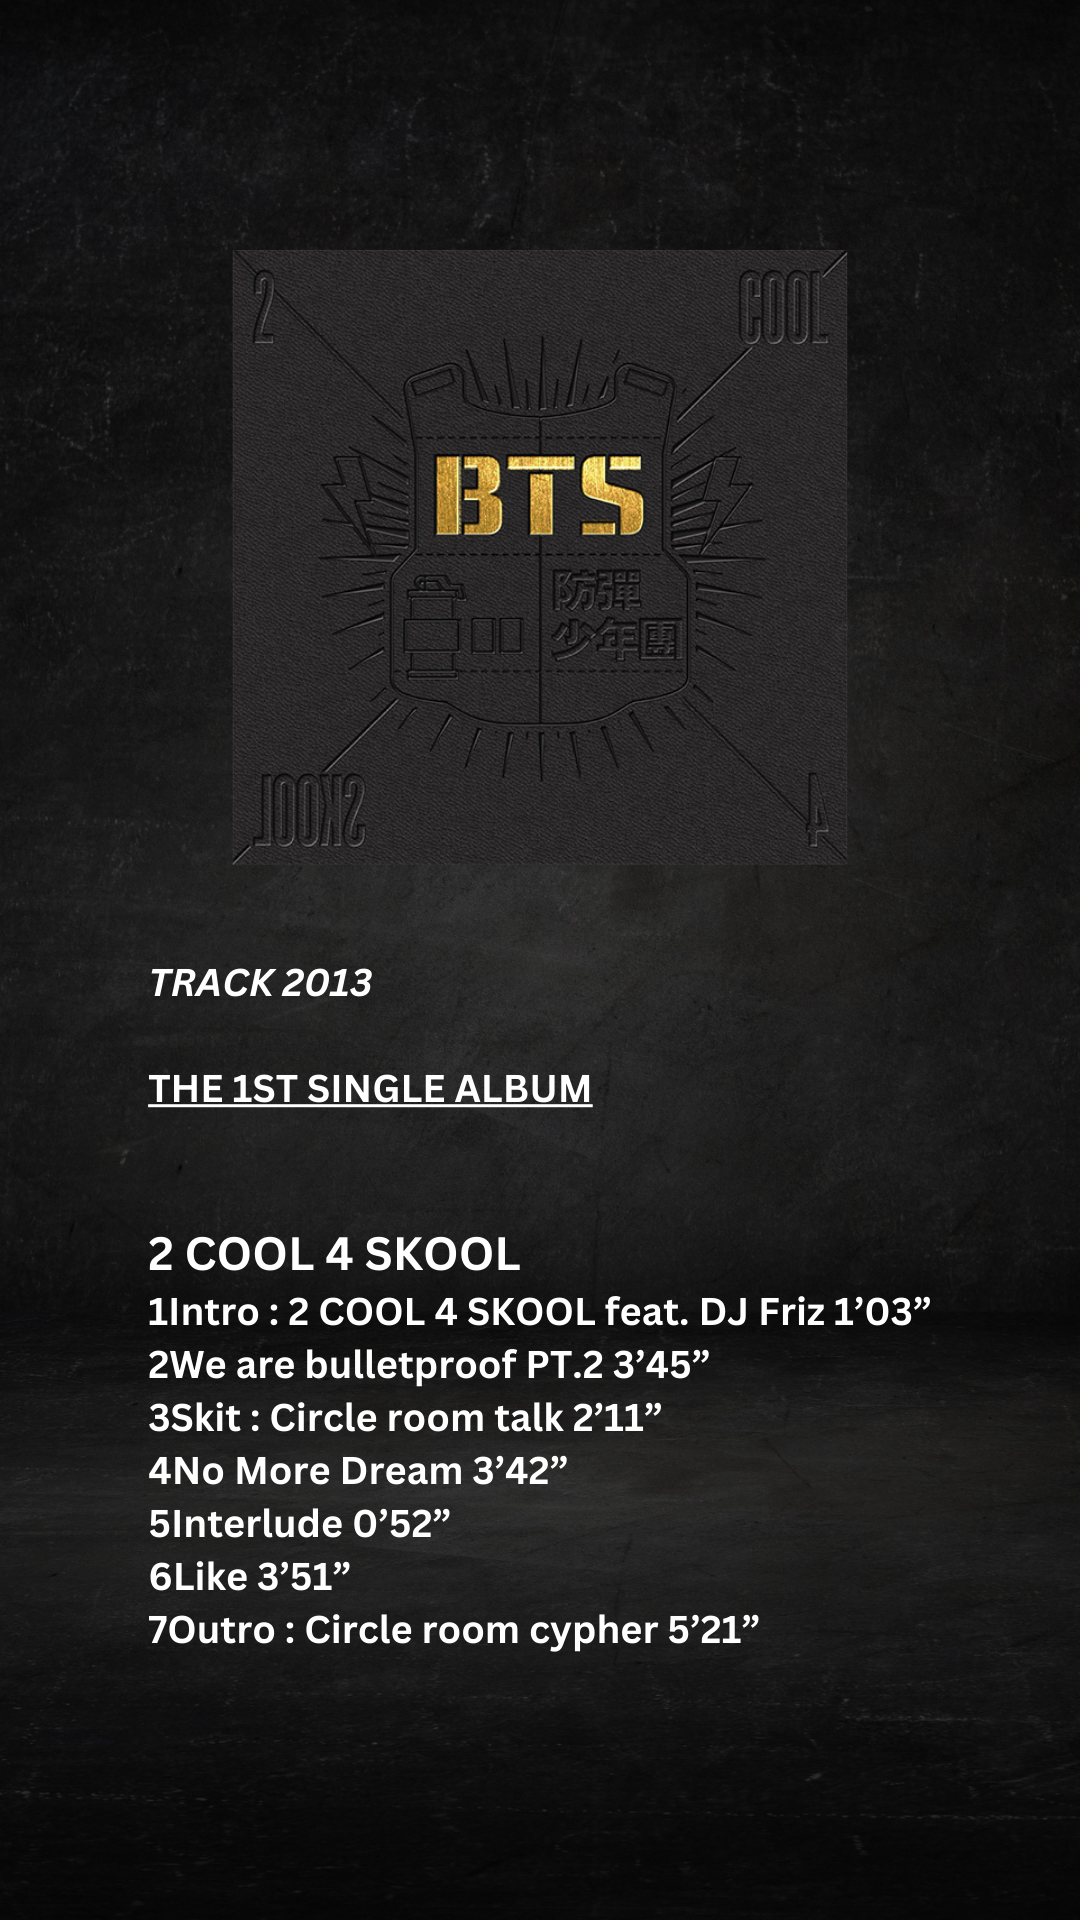 2 COOL
BTS
防彈
少年團
SKOOL 4
TRACK 2013
THE 1ST SINGLE ALBUM
2 COOL 4 SKOOL
1Intro : 2 COOL 4 SKOOL feat. DJ Friz 1’03”
2We are bulletproof PT.2 3’45”
3Skit : Circle room talk 2’11”
4No More Dream 3’42”
5Interlude 0’52”
6Like 3’51”
7Outro : Circle room cypher 5’21”